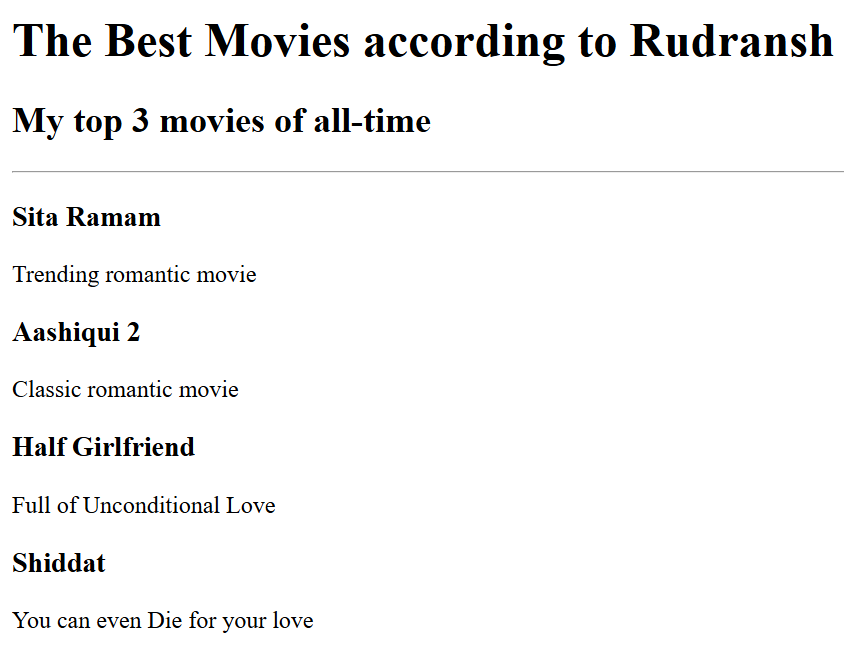 The Best Movies according to Rudransh
My top 3 movies of all-time
Sita Ramam
Trending romantic movie
Aashiqui 2
Classic romantic movie
Half Girlfriend
Full of Unconditional Love
Shiddat
You can even Die for your love